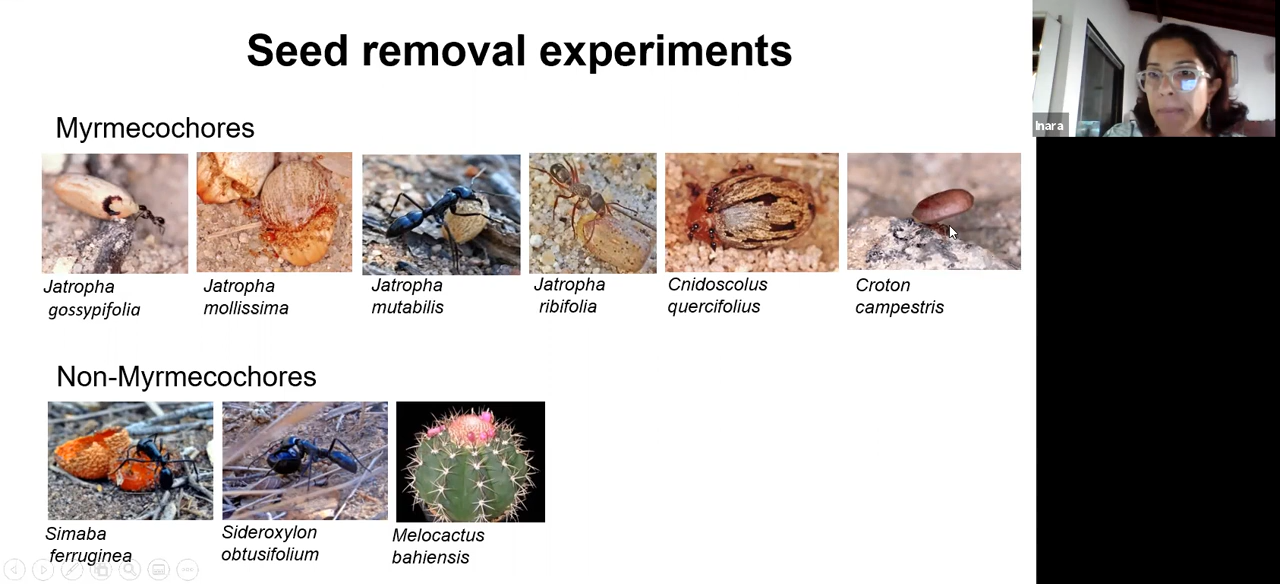 Seed removal experiments
Inara
Myrmecochores
Jatropha
gossypifolia
Jatropha
mollissima
Jatropha
mutabilis
Jatropha
ribifolia
Cnidoscolus
quercifolius
Croton
campestris
Non-Myrmecochores
Simaba
ferruginea
Sideroxylon
obtusifolium
Melocactus
bahiensis